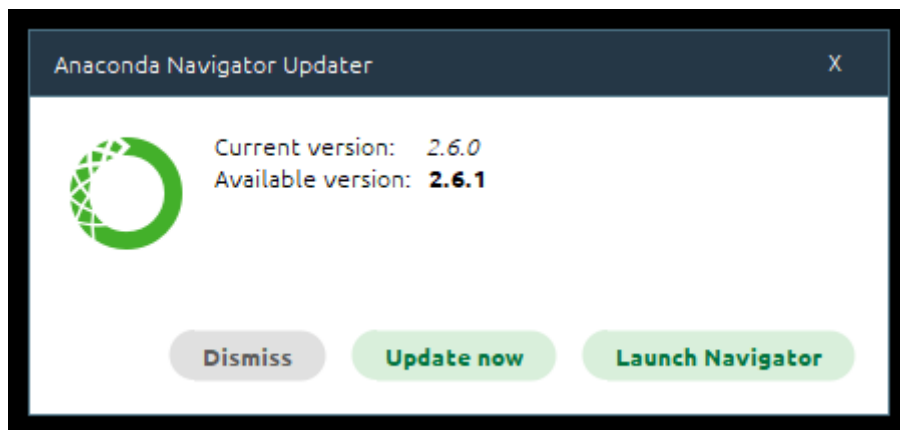 Anaconda Navigator Updater X
Current version: 2.6.0
Available version: 2.6.1
Dismiss Update now Launch Navigator